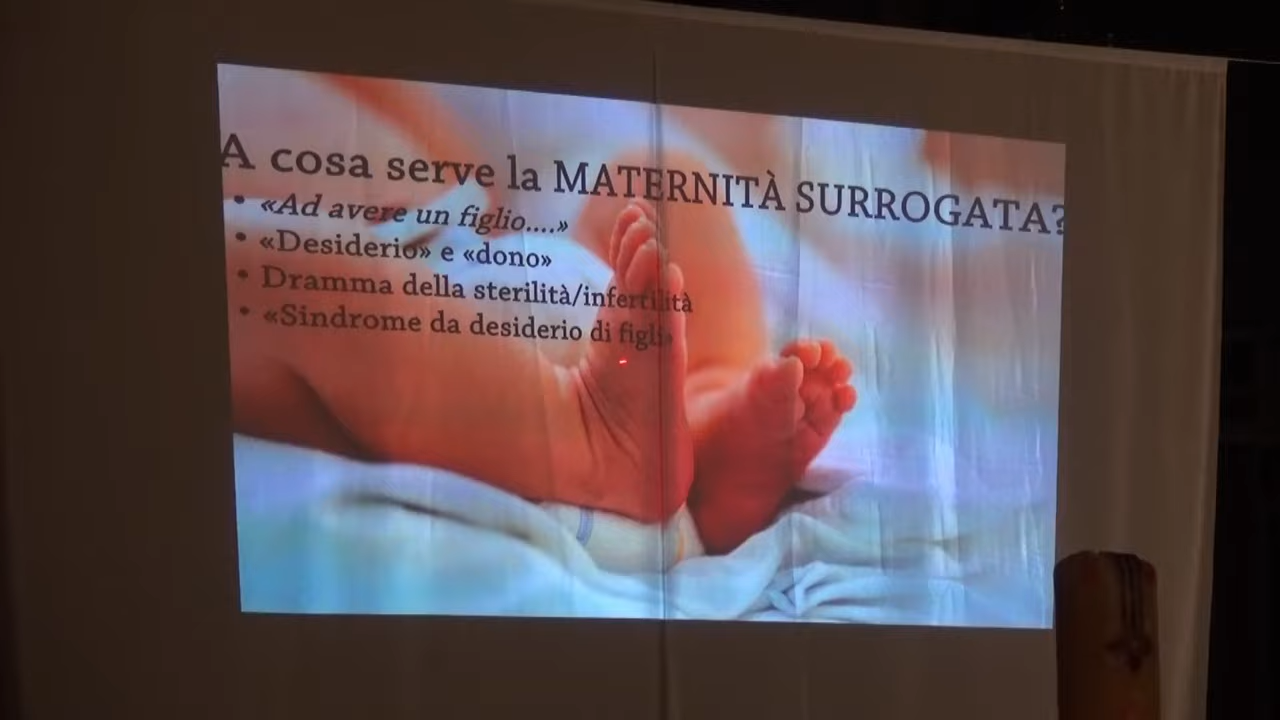 A cosa serve la MATERNITÀ SURROGATA?
• «Ad avere un figlio....»
• «Desiderio» e «dono»
• Dramma della sterilità/infertilità
• «Sindrome da desiderio di figli»